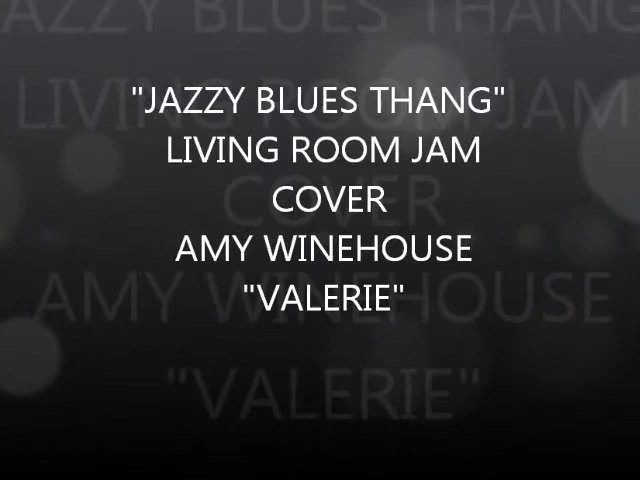 "JAZZY BLUES THANG"
LIVING ROOM JAM
COVER
AMY WINEHOUSE
"VALERIE"